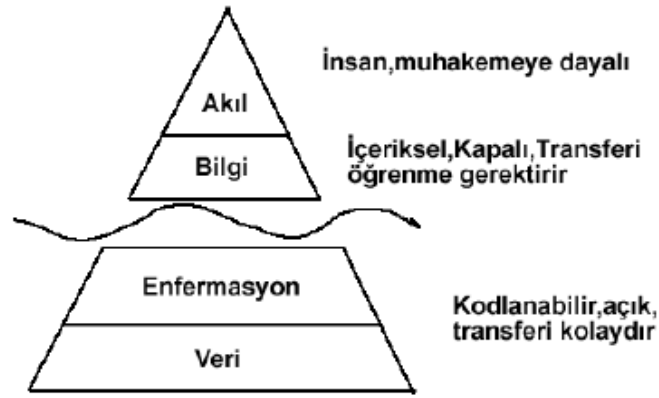 İnsan,muhakemeye dayalı
Akıl
Bilgi
İçeriksel,Kapalı,Transferi
öğrenme gerektirir
Enfermasyon
Kodlanabilir,açık,
transferi kolaydır
Veri